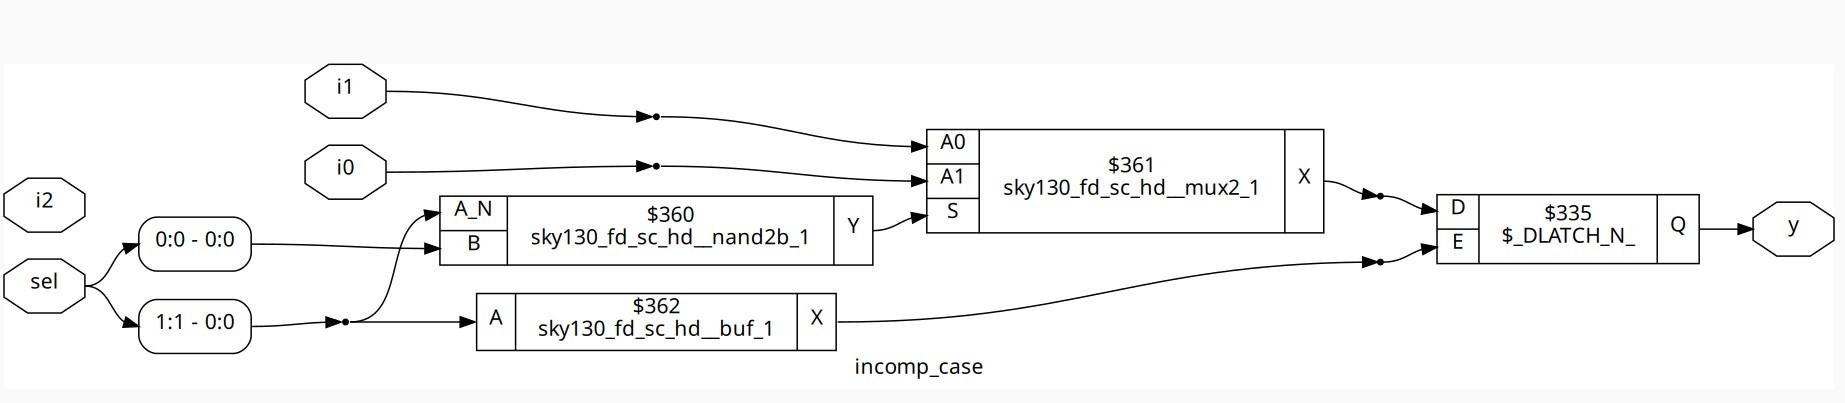 i1
i0
i2
sel
0:0 - 0:0
1:1 - 0:0
A_N
B
$360
sky130_fd_sc_hd__nand2b_1
Y
A
$362
sky130_fd_sc_hd__buf_1
X
A0
A1
S
$361
sky130_fd_sc_hd__mux2_1
X
D
E
$335
$_DLATCH_N_
Q
y
incomp_case